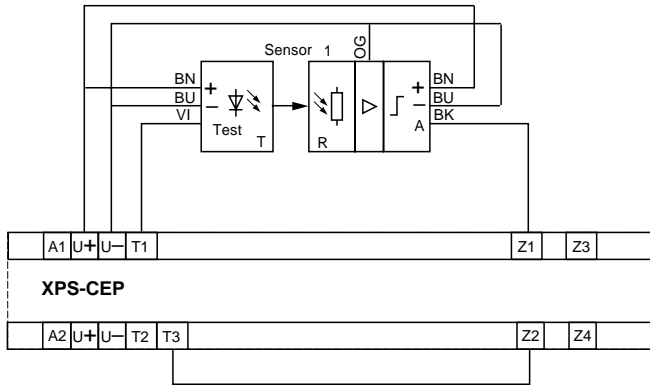 Sensor 1 OG
BN + + BN
BU − − BU
VI Test A BK
T R
A1 U+ U− T1 Z1 Z3
XPS-CEP
A2 U+ U− T2 T3 Z2 Z4